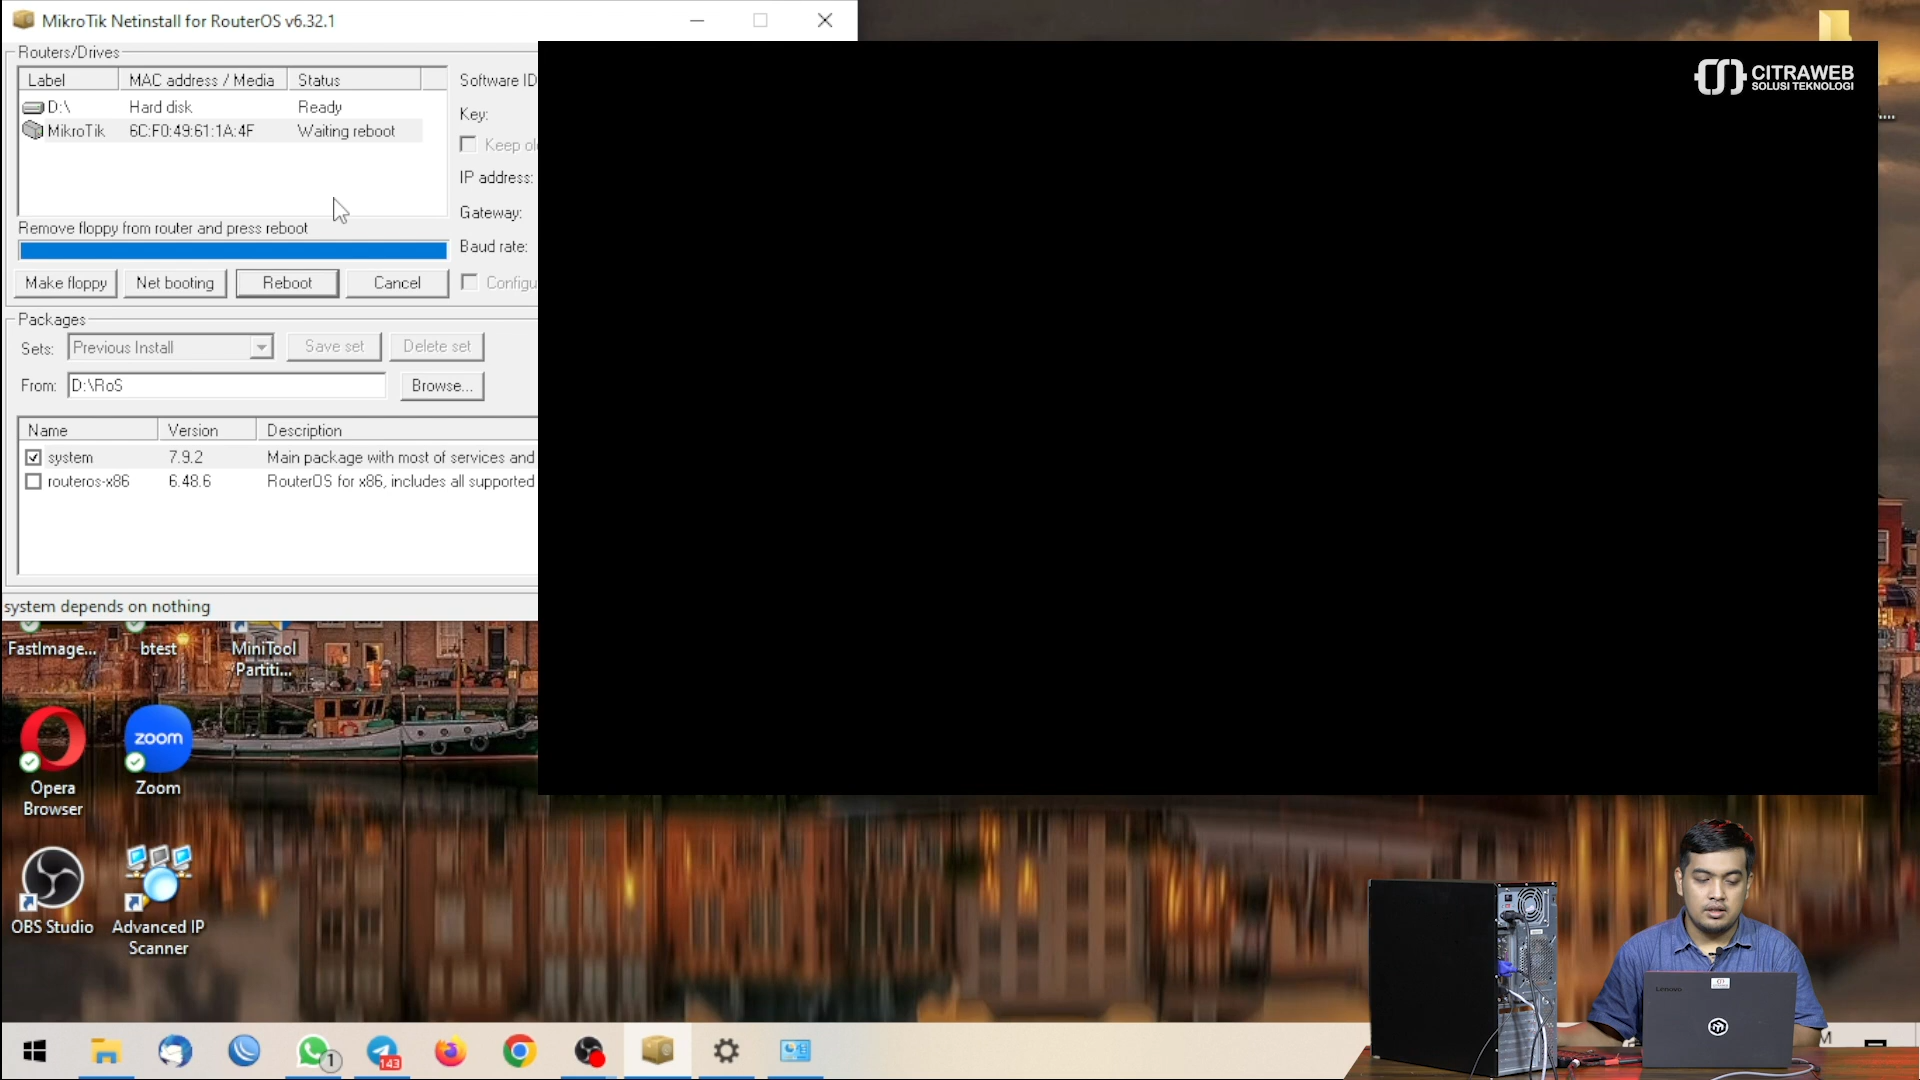 MikroTik Netinstall for RouterOS v6.32.1
Routers/Drives
Label MAC address / Media Status
D:\ Hard disk Ready
MikroTik 6C:F0:49:61:1A:4F Waiting reboot
Remove floppy from router and press reboot
Make floppy Net booting Reboot Cancel
Software ID
Key:
Keep ol
IP address:
Gateway:
Baud rate:
Configu
Packages
Sets: Previous Install Save set Delete set
From: D:\RoS Browse...
Name Version Description
system 7.9.2 Main package with most of services and
routeros-x86 6.48.6 RouterOS for x86, includes all supported
system depends on nothing
CITRAWEB
SOLUSI TEKNOLOGI
FastImage...
btest
MiniTool
Partiti...
Opera
Browser
zoom
Zoom
OBS Studio
Advanced IP
Scanner
1
143
Lenovo